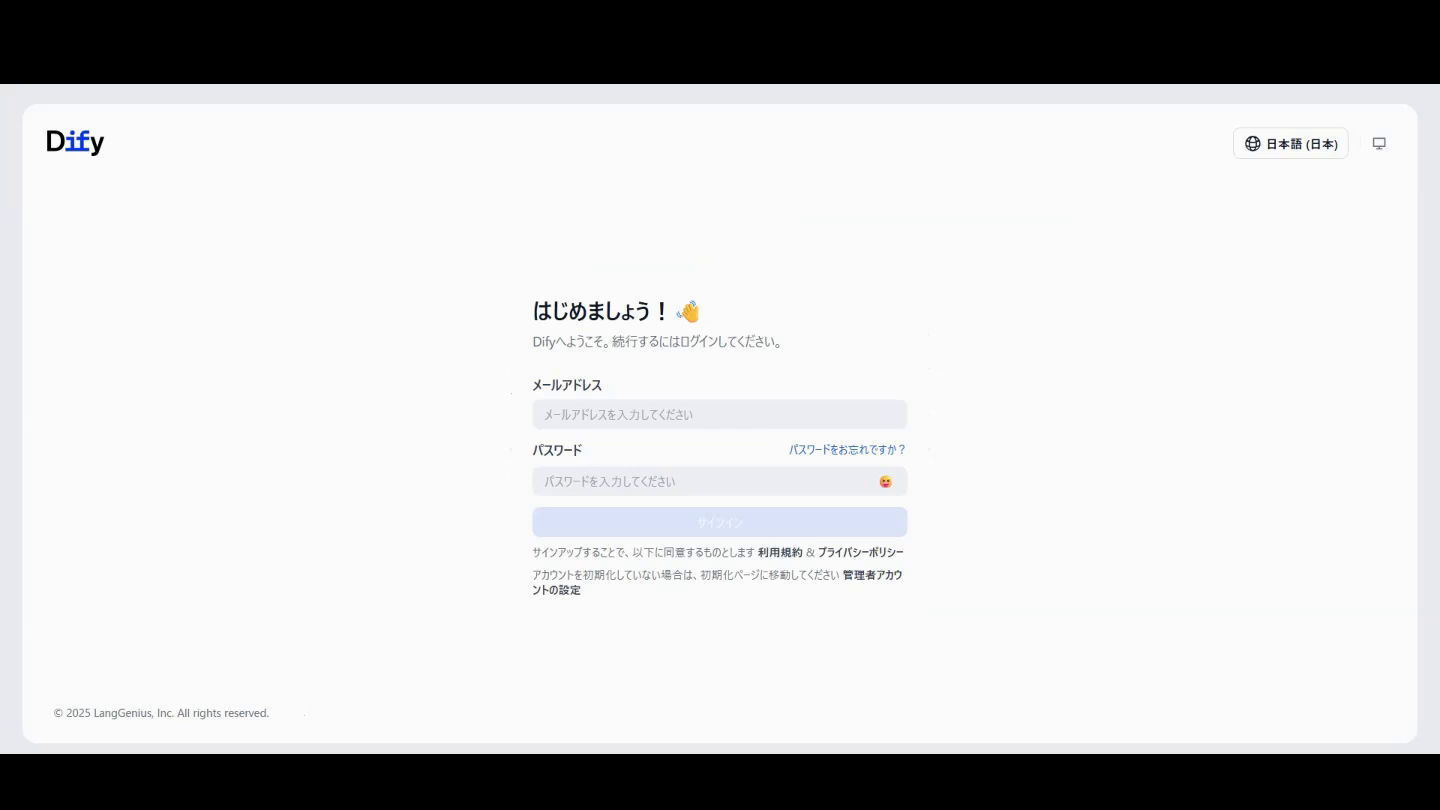 Dify
日本語 (日本)
はじめましょう！ 👋
Difyへようこそ。続行するにはログインしてください。
メールアドレス
メールアドレスを入力してください
パスワード
パスワードをお忘れですか？
パスワードを入力してください
サインイン
サインアップすることで、以下に同意するものとします 利用規約 & プライバシーポリシー
アカウントを初期化していない場合は、初期化ページに移動してください 管理者アカウ
ントの設定
© 2025 LangGenius, Inc. All rights reserved.